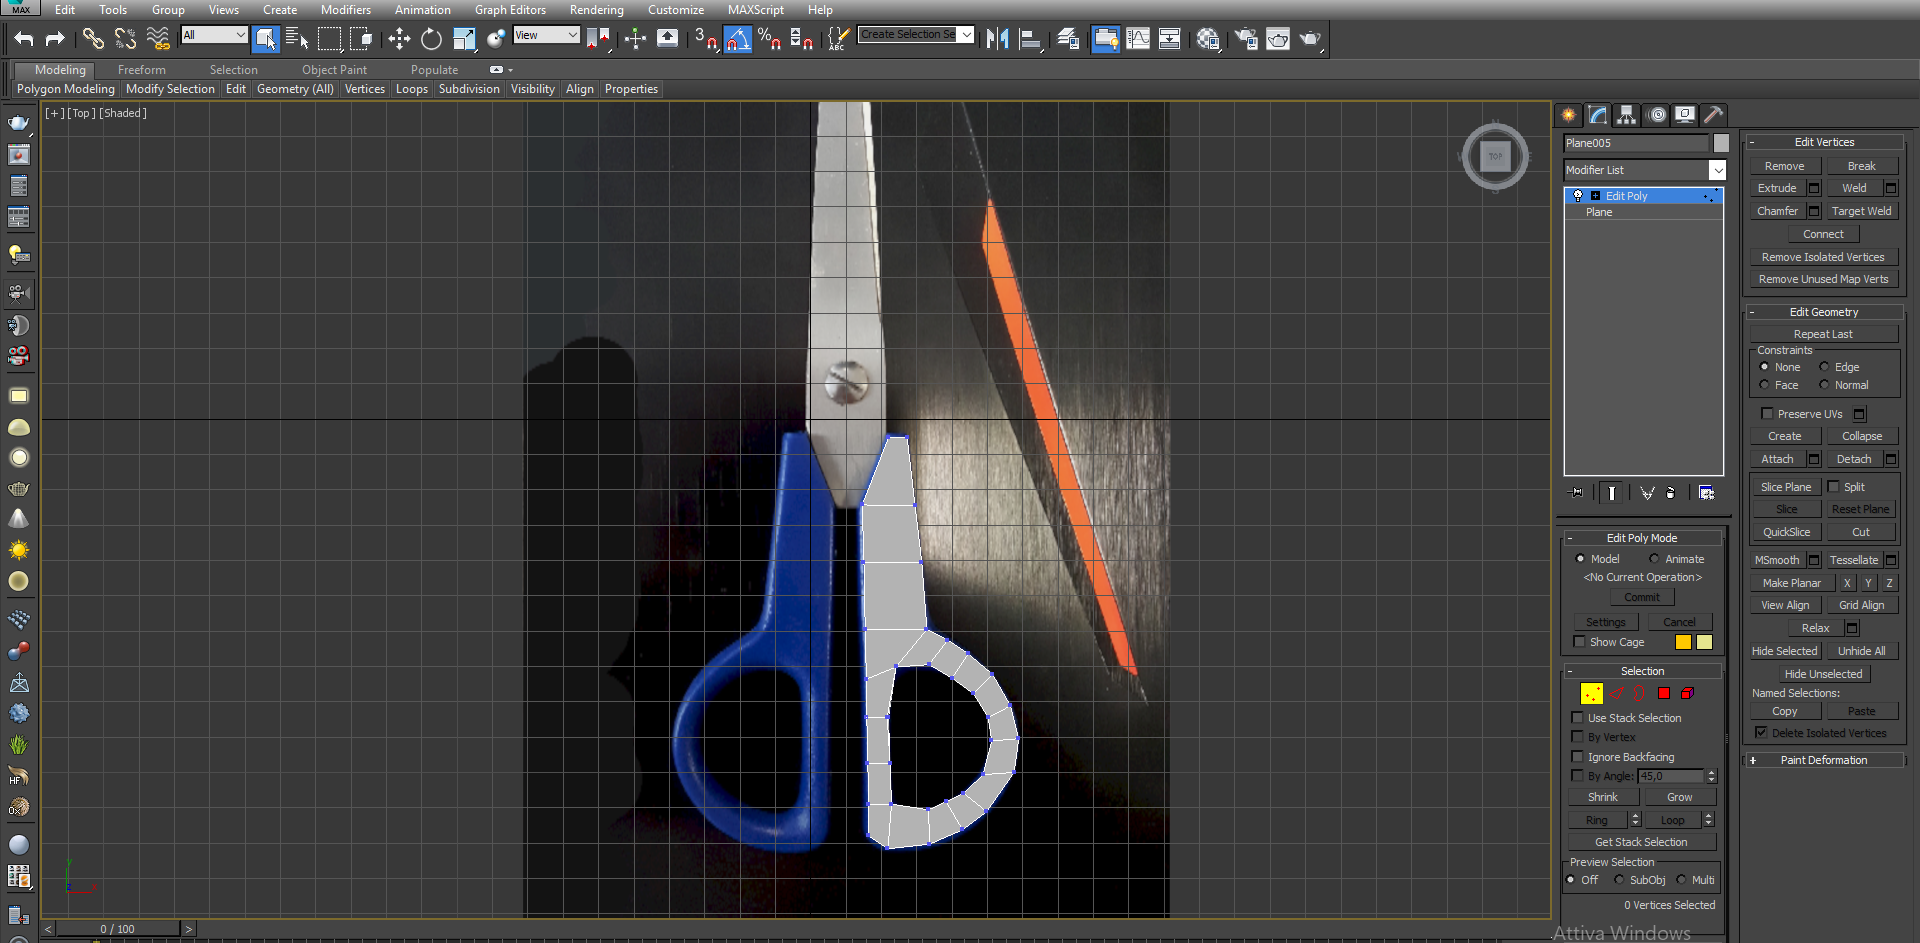 MAX Edit Tools Group Views Create Modifiers Animation Graph Editors Rendering Customize MAXScript Help
All View 3 % ABC Create Selection Se
Modeling Freeform Selection Object Paint Populate
Polygon Modeling Modify Selection Edit Geometry (All) Vertices Loops Subdivision Visibility Align Properties
[+] [Top] [Shaded]
TOP
Plane005
Modifier List
Edit Poly
Plane
- Edit Poly Mode
Model Animate
<No Current Operation>
Commit
Settings Cancel
Show Cage
- Selection
Use Stack Selection
By Vertex
Ignore Backfacing
By Angle: 45,0
Shrink Grow
Ring Loop
Get Stack Selection
Preview Selection
Off SubObj Multi
0 Vertices Selected
- Edit Vertices
Remove Break
Extrude Weld
Chamfer Target Weld
Connect
Remove Isolated Vertices
Remove Unused Map Verts
- Edit Geometry
Repeat Last
Constraints
None Edge
Face Normal
Preserve UVs
Create Collapse
Attach Detach
Slice Plane Split
Slice Reset Plane
QuickSlice Cut
MSmooth Tessellate
Make Planar X Y Z
View Align Grid Align
Relax
Hide Selected Unhide All
Hide Unselected
Named Selections:
Copy Paste
Delete Isolated Vertices
+ Paint Deformation
HF
OX
y
< 0 / 100 >
Attiva Windows